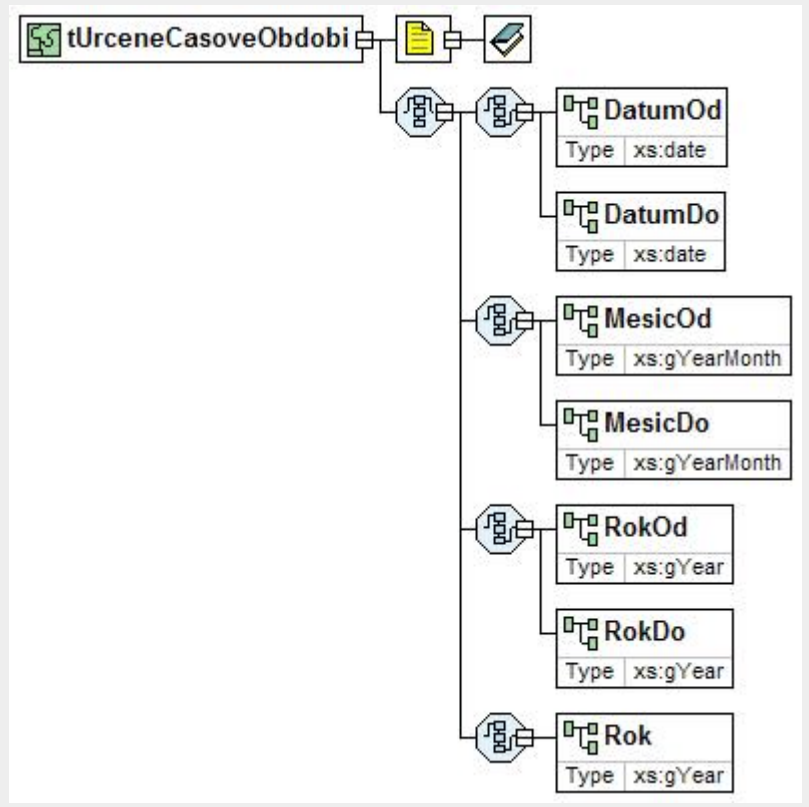 tUrceneCasoveObdobi
DatumOd
Type xs:date
DatumDo
Type xs:date
MesicOd
Type xs:gYearMonth
MesicDo
Type xs:gYearMonth
RokOd
Type xs:gYear
RokDo
Type xs:gYear
Rok
Type xs:gYear